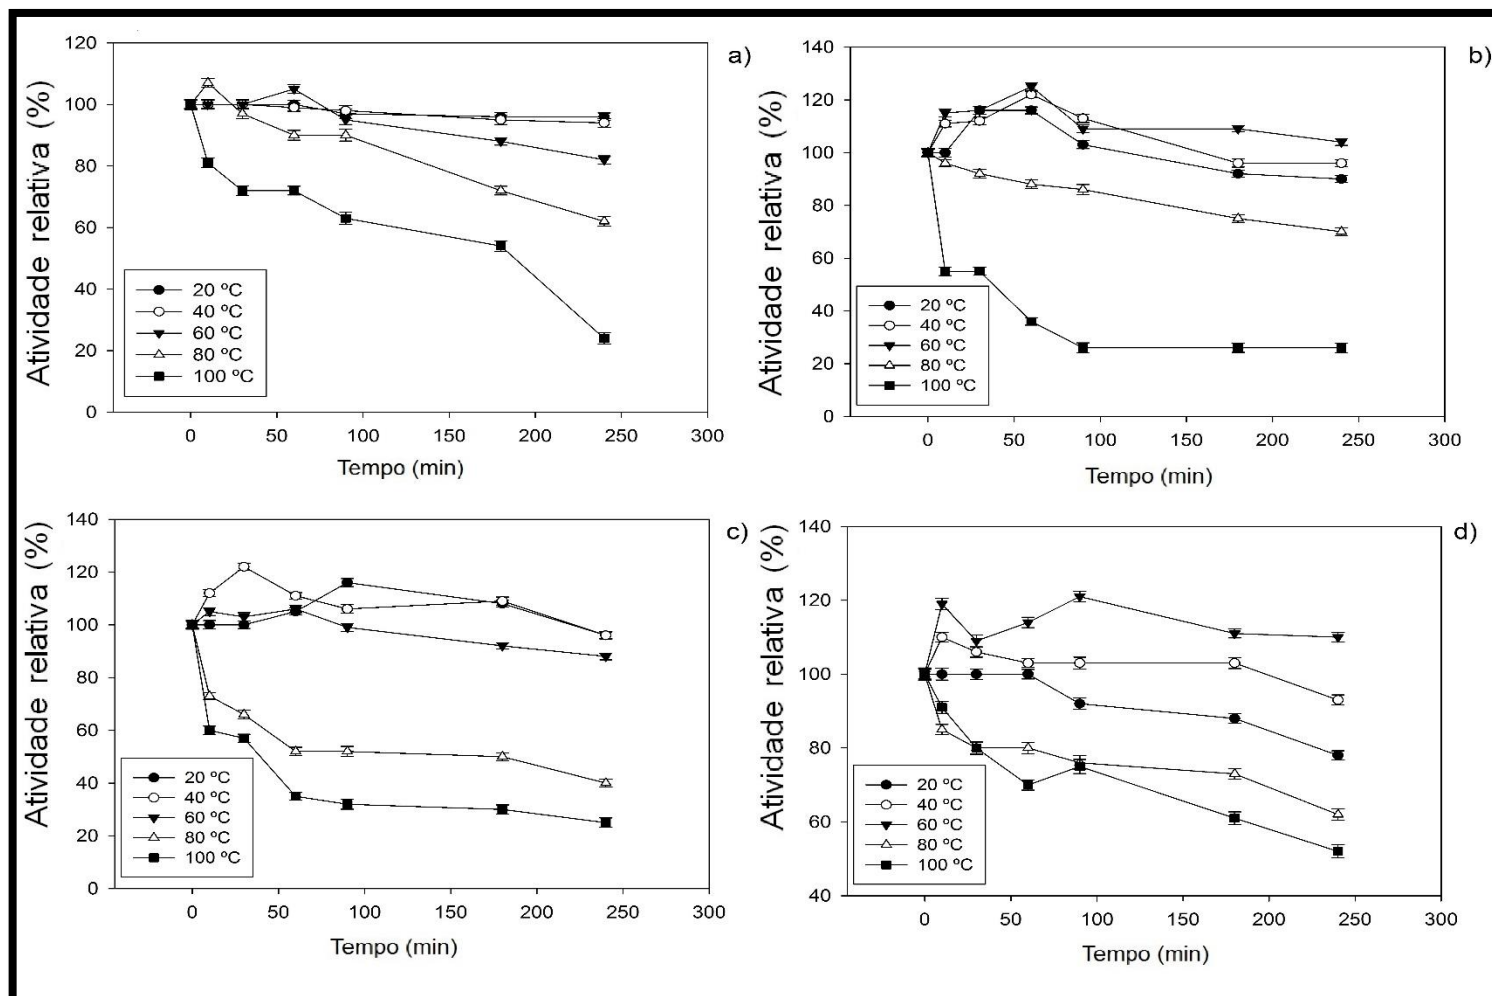 a)
Atividade relativa (%)
120
100
80
60
40
20
0
20 ºC
40 ºC
60 ºC
80 ºC
100 ºC
0 50 100 150 200 250 300
Tempo (min)
b)
Atividade relativa (%)
140
120
100
80
60
40
20
0
20 ºC
40 ºC
60 ºC
80 ºC
100 ºC
0 50 100 150 200 250 300
Tempo (min)
c)
Atividade relativa (%)
140
120
100
80
60
40
20
0
20 ºC
40 ºC
60 ºC
80 ºC
100 ºC
0 50 100 150 200 250 300
Tempo (min)
d)
Atividade relativa (%)
140
120
100
80
60
40
20 ºC
40 ºC
60 ºC
80 ºC
100 ºC
0 50 100 150 200 250 300
Tempo (min)